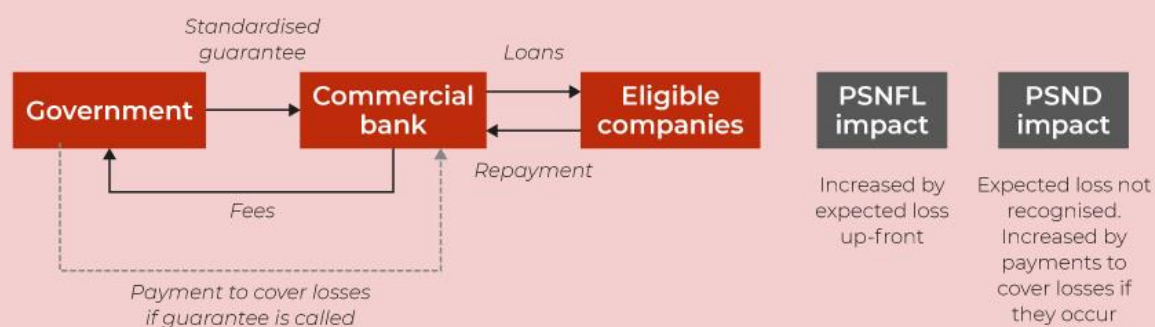 Standardised
guarantee
Loans
Government
Commercial
bank
Eligible
companies
PSNFL
impact
PSND
impact
Repayment
Fees
Payment to cover losses
if guarantee is called
Increased by
expected loss
up-front
Expected loss not
recognised.
Increased by
payments to
cover losses if
they occur